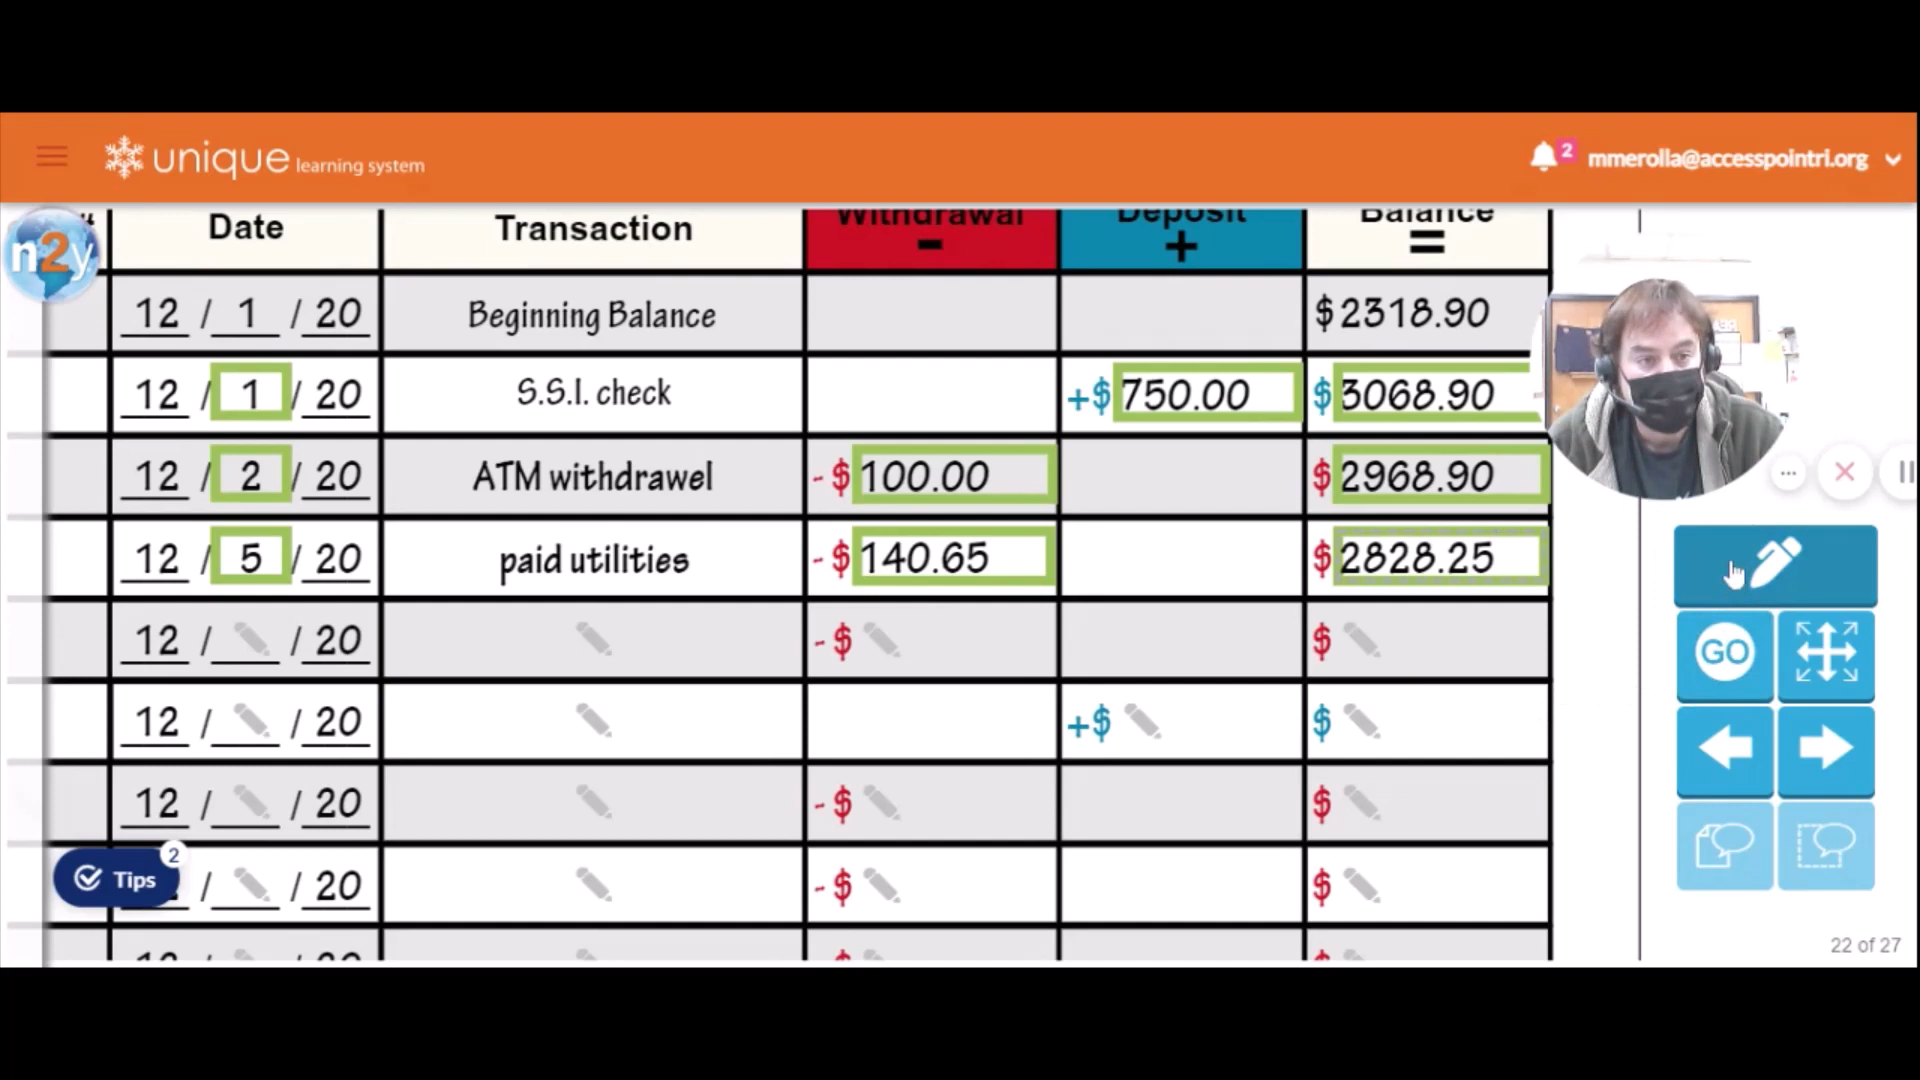 unique learning system
2
mmerolla@accesspointri.org
n2y
Date Transaction Withdrawal Deposit Balance
- + =
12 / 1 / 20 Beginning Balance $2318.90
12 / 1 / 20 S.S.I. check +$ 750.00 $ 3068.90
12 / 2 / 20 ATM withdrawel - $ 100.00 $ 2968.90
12 / 5 / 20 paid utilities - $ 140.65 $ 2828.25
12 / / 20 - $ $
12 / / 20 +$ $
12 / / 20 - $ $
/ / 20 - $ $
Tips 2
GO
22 of 27